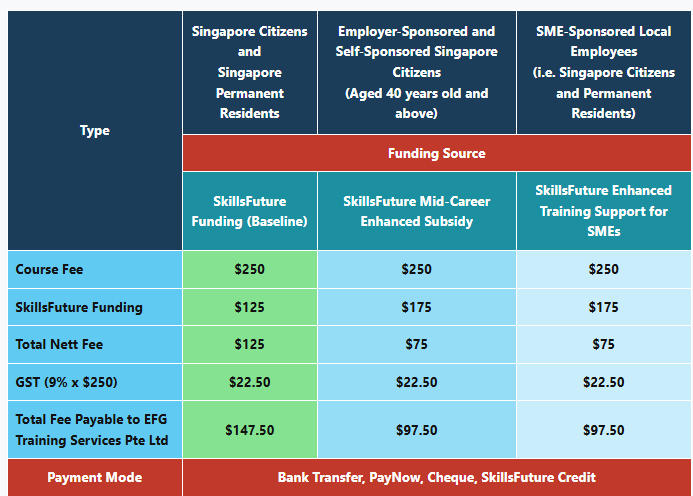 Type
Singapore Citizens
and
Singapore
Permanent
Residents
Employer-Sponsored and
Self-Sponsored Singapore
Citizens
(Aged 40 years old and
above)
SME-Sponsored Local
Employees
(i.e. Singapore Citizens
and Permanent
Residents)
Funding Source
SkillsFuture
Funding (Baseline)
SkillsFuture Mid-Career
Enhanced Subsidy
SkillsFuture Enhanced
Training Support for
SMEs
Course Fee $250 $250 $250
SkillsFuture Funding $125 $175 $175
Total Nett Fee $125 $75 $75
GST (9% x $250) $22.50 $22.50 $22.50
Total Fee Payable to EFG
Training Services Pte Ltd
$147.50 $97.50 $97.50
Payment Mode Bank Transfer, PayNow, Cheque, SkillsFuture Credit